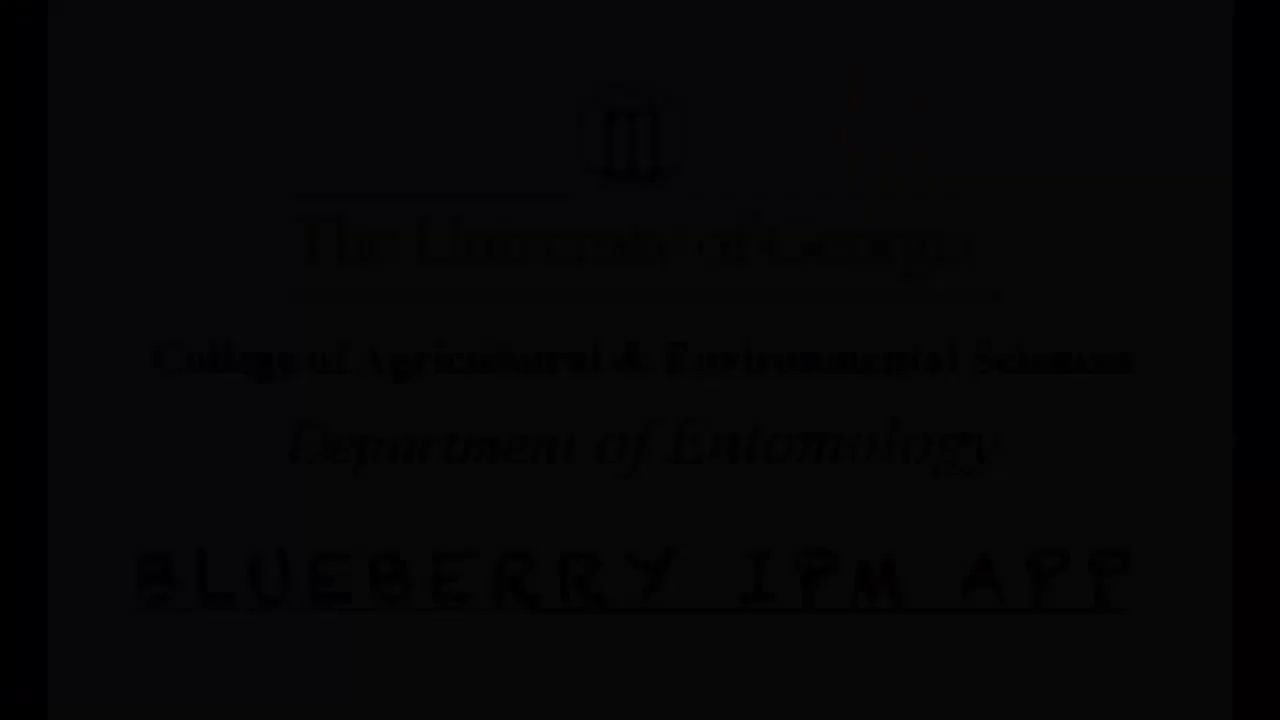 The University of Georgia
College of Agricultural & Environmental Sciences
Department of Entomology
BLUEBERRY IPM APP